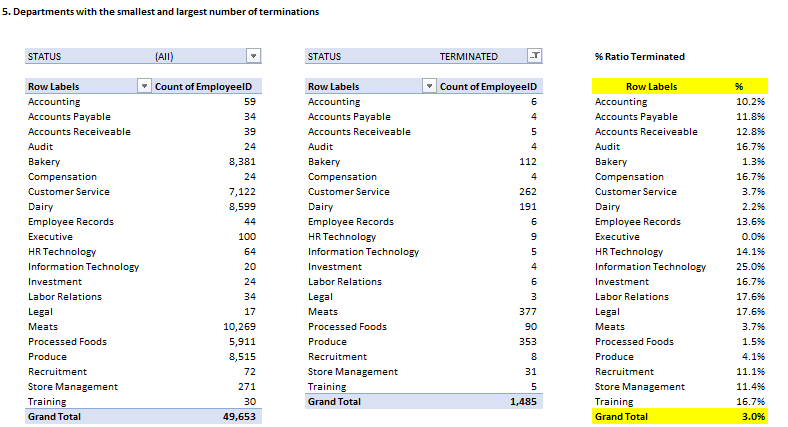 5. Departments with the smallest and largest number of terminations
STATUS (All) STATUS TERMINATED % Ratio Terminated
Row Labels Count of EmployeeID Row Labels Count of EmployeeID Row Labels %
Accounting 59 Accounting 6 Accounting 10.2%
Accounts Payable 34 Accounts Payable 4 Accounts Payable 11.8%
Accounts Receiveable 39 Accounts Receiveable 5 Accounts Receiveable 12.8%
Audit 24 Audit 4 Audit 16.7%
Bakery 8,381 Bakery 112 Bakery 1.3%
Compensation 24 Compensation 4 Compensation 16.7%
Customer Service 7,122 Customer Service 262 Customer Service 3.7%
Dairy 8,599 Dairy 191 Dairy 2.2%
Employee Records 44 Employee Records 6 Employee Records 13.6%
Executive 100 HR Technology 9 Executive 0.0%
HR Technology 64 Information Technology 5 HR Technology 14.1%
Information Technology 20 Investment 4 Information Technology 25.0%
Investment 24 Labor Relations 6 Investment 16.7%
Labor Relations 34 Legal 3 Labor Relations 17.6%
Legal 17 Meats 377 Legal 17.6%
Meats 10,269 Processed Foods 90 Meats 3.7%
Processed Foods 5,911 Produce 353 Processed Foods 1.5%
Produce 8,515 Recruitment 8 Produce 4.1%
Recruitment 72 Store Management 31 Recruitment 11.1%
Store Management 271 Training 5 Store Management 11.4%
Training 30 Grand Total 1,485 Training 16.7%
Grand Total 49,653 Grand Total 3.0%